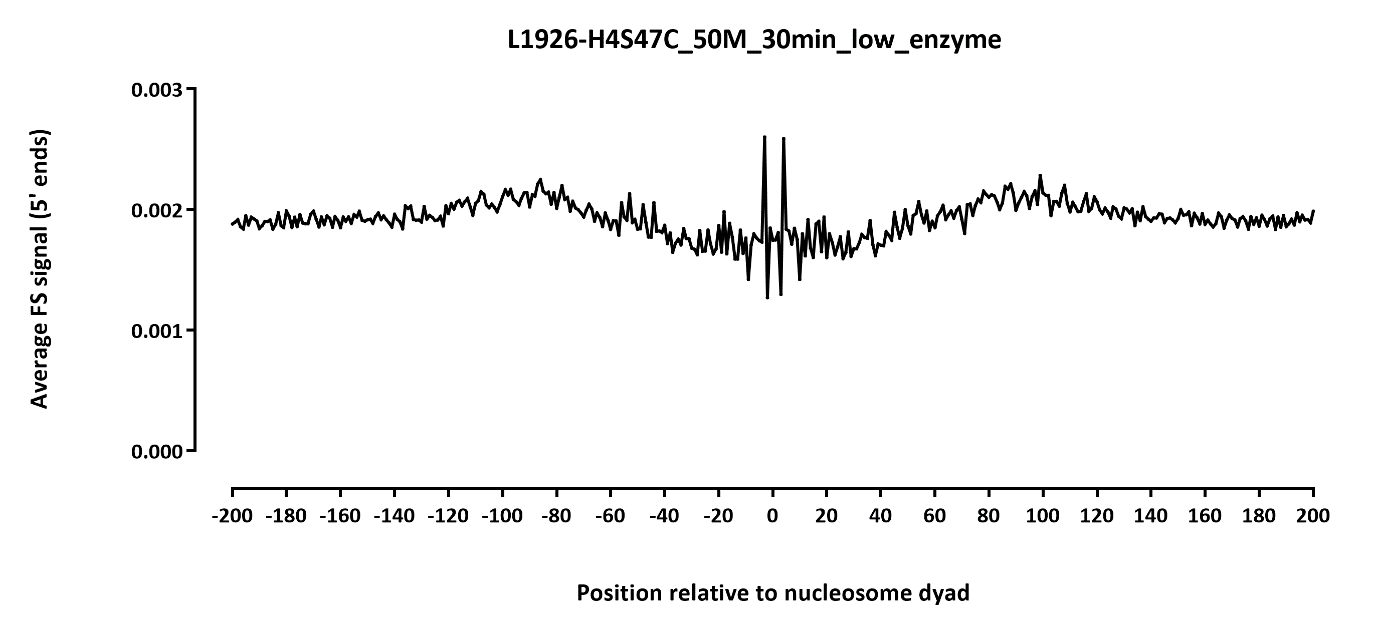 L1926-H4S47C_50M_30min_low_enzyme
Average FS signal (5' ends)
0.003
0.002
0.001
0.000
-200 -180 -160 -140 -120 -100 -80 -60 -40 -20 0 20 40 60 80 100 120 140 160 180 200
Position relative to nucleosome dyad